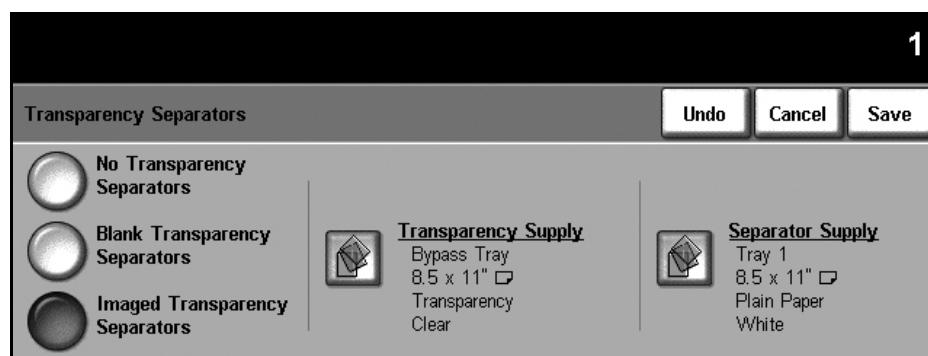 1
Transparency Separators
Undo
Cancel
Save
No Transparency
Separators
Blank Transparency
Separators
Imaged Transparency
Separators
Transparency Supply
Bypass Tray
8.5 x 11"
Transparency
Clear
Separator Supply
Tray 1
8.5 x 11"
Plain Paper
White